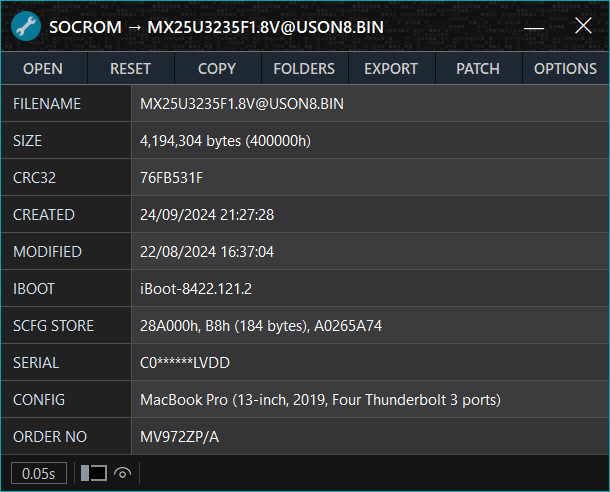 SOCROM → MX25U3235F1.8V@USON8.BIN
OPEN RESET COPY FOLDERS EXPORT PATCH OPTIONS
FILENAME MX25U3235F1.8V@USON8.BIN
SIZE 4,194,304 bytes (400000h)
CRC32 76FB531F
CREATED 24/09/2024 21:27:28
MODIFIED 22/08/2024 16:37:04
IBOOT iBoot-8422.121.2
SCFG STORE 28A000h, B8h (184 bytes), A0265A74
SERIAL C0******LVDD
CONFIG MacBook Pro (13-inch, 2019, Four Thunderbolt 3 ports)
ORDER NO MV972ZP/A
0.05s